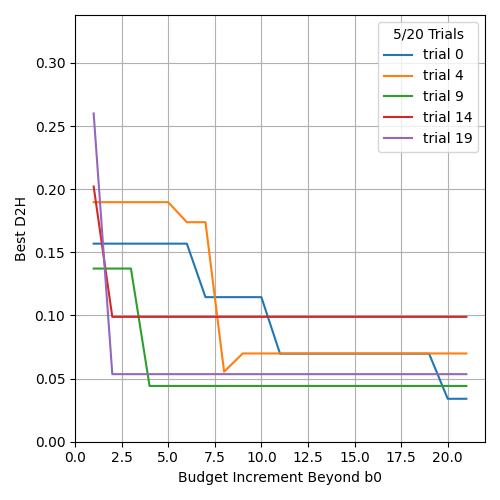 5/20 Trials
trial 0
trial 4
trial 9
trial 14
trial 19
Best D2H
0.30
0.25
0.20
0.15
0.10
0.05
0.00
0.0 2.5 5.0 7.5 10.0 12.5 15.0 17.5 20.0
Budget Increment Beyond b0